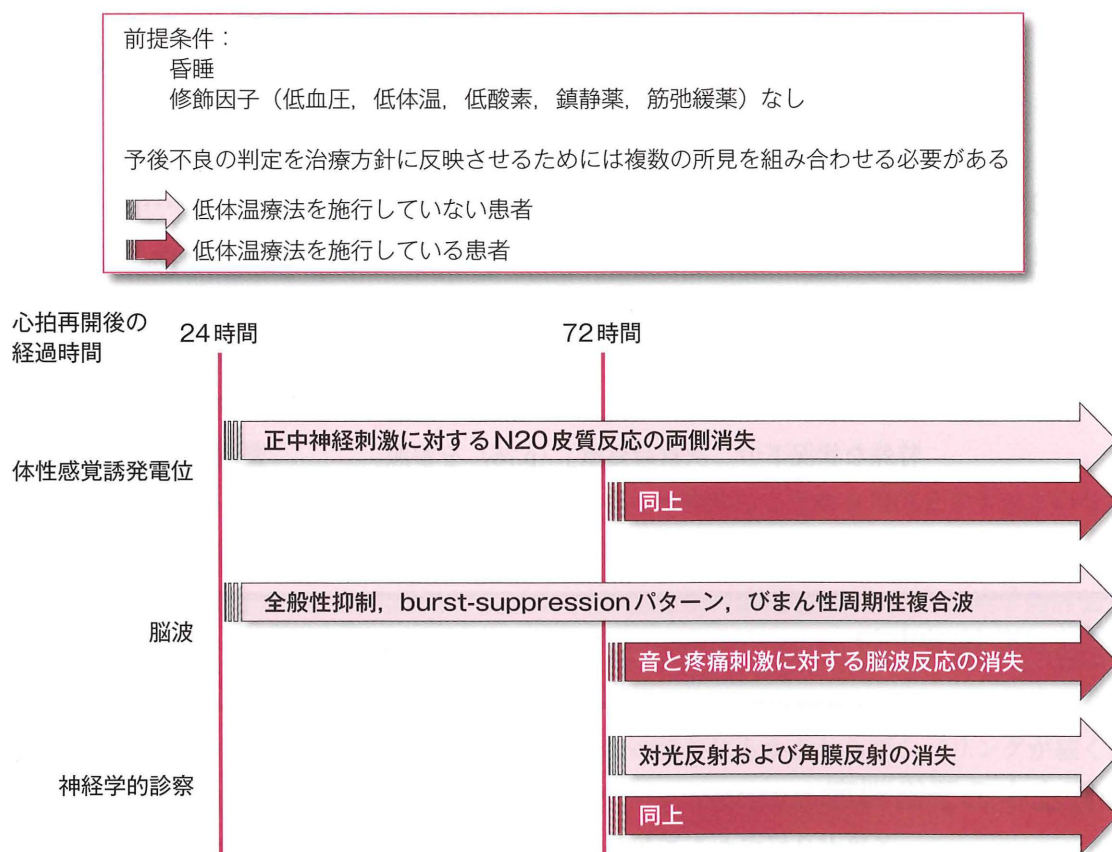 前提条件：
昏睡
修飾因子（低血圧，低体温，低酸素，鎮静薬，筋弛緩薬）なし
予後不良の判定を治療方針に反映させるためには複数の所見を組み合わせる必要がある
低体温療法を施行していない患者
低体温療法を施行している患者
心拍再開後の
経過時間
24時間
72時間
体性感覚誘発電位
正中神経刺激に対するN20皮質反応の両側消失
同上
脳波
全般性抑制，burst-suppressionパターン，びまん性周期性複合波
音と疼痛刺激に対する脳波反応の消失
神経学的診察
対光反射および角膜反射の消失
同上